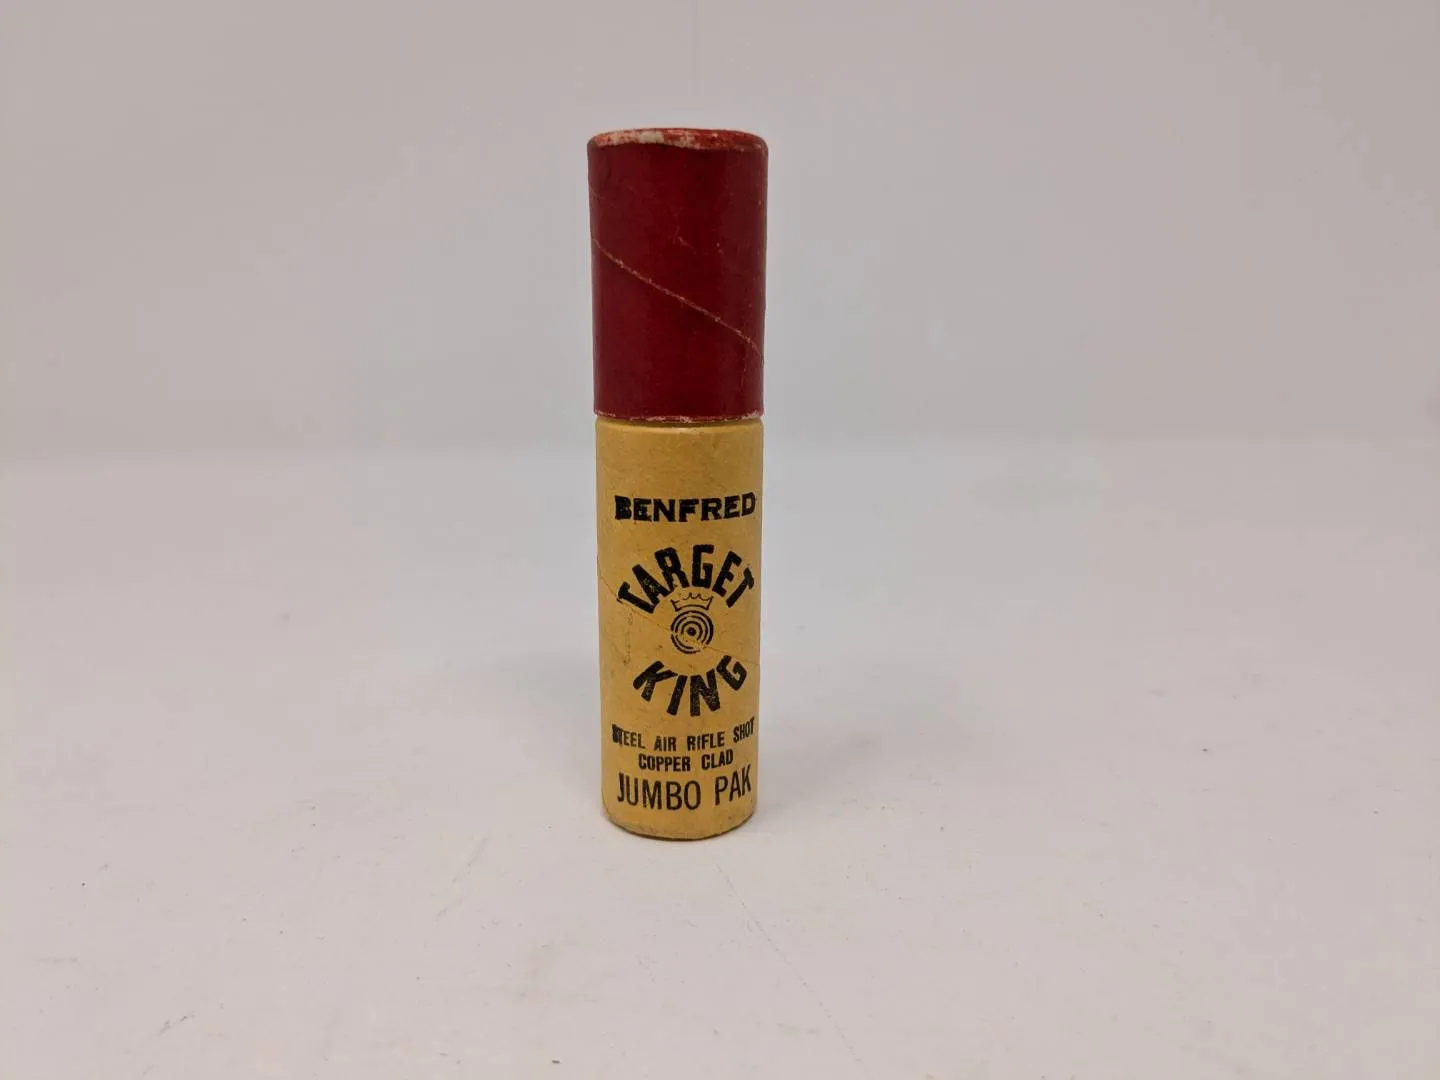 BENFRED
TARGET
KING
STEEL AIR RIFLE SHOT
COPPER CLAD
JUMBO PAK